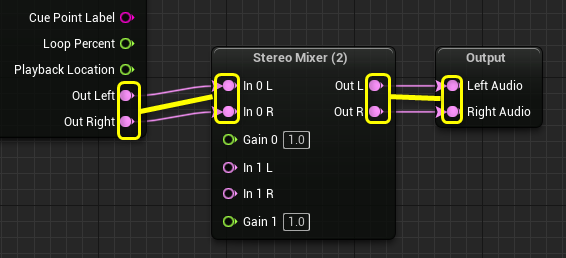 Cue Point Label
Loop Percent
Playback Location
Out Left
Out Right
Stereo Mixer (2)
In 0 L
Out L
In 0 R
Out R
Gain 0 1.0
In 1 L
In 1 R
Gain 1 1.0
Output
Left Audio
Right Audio